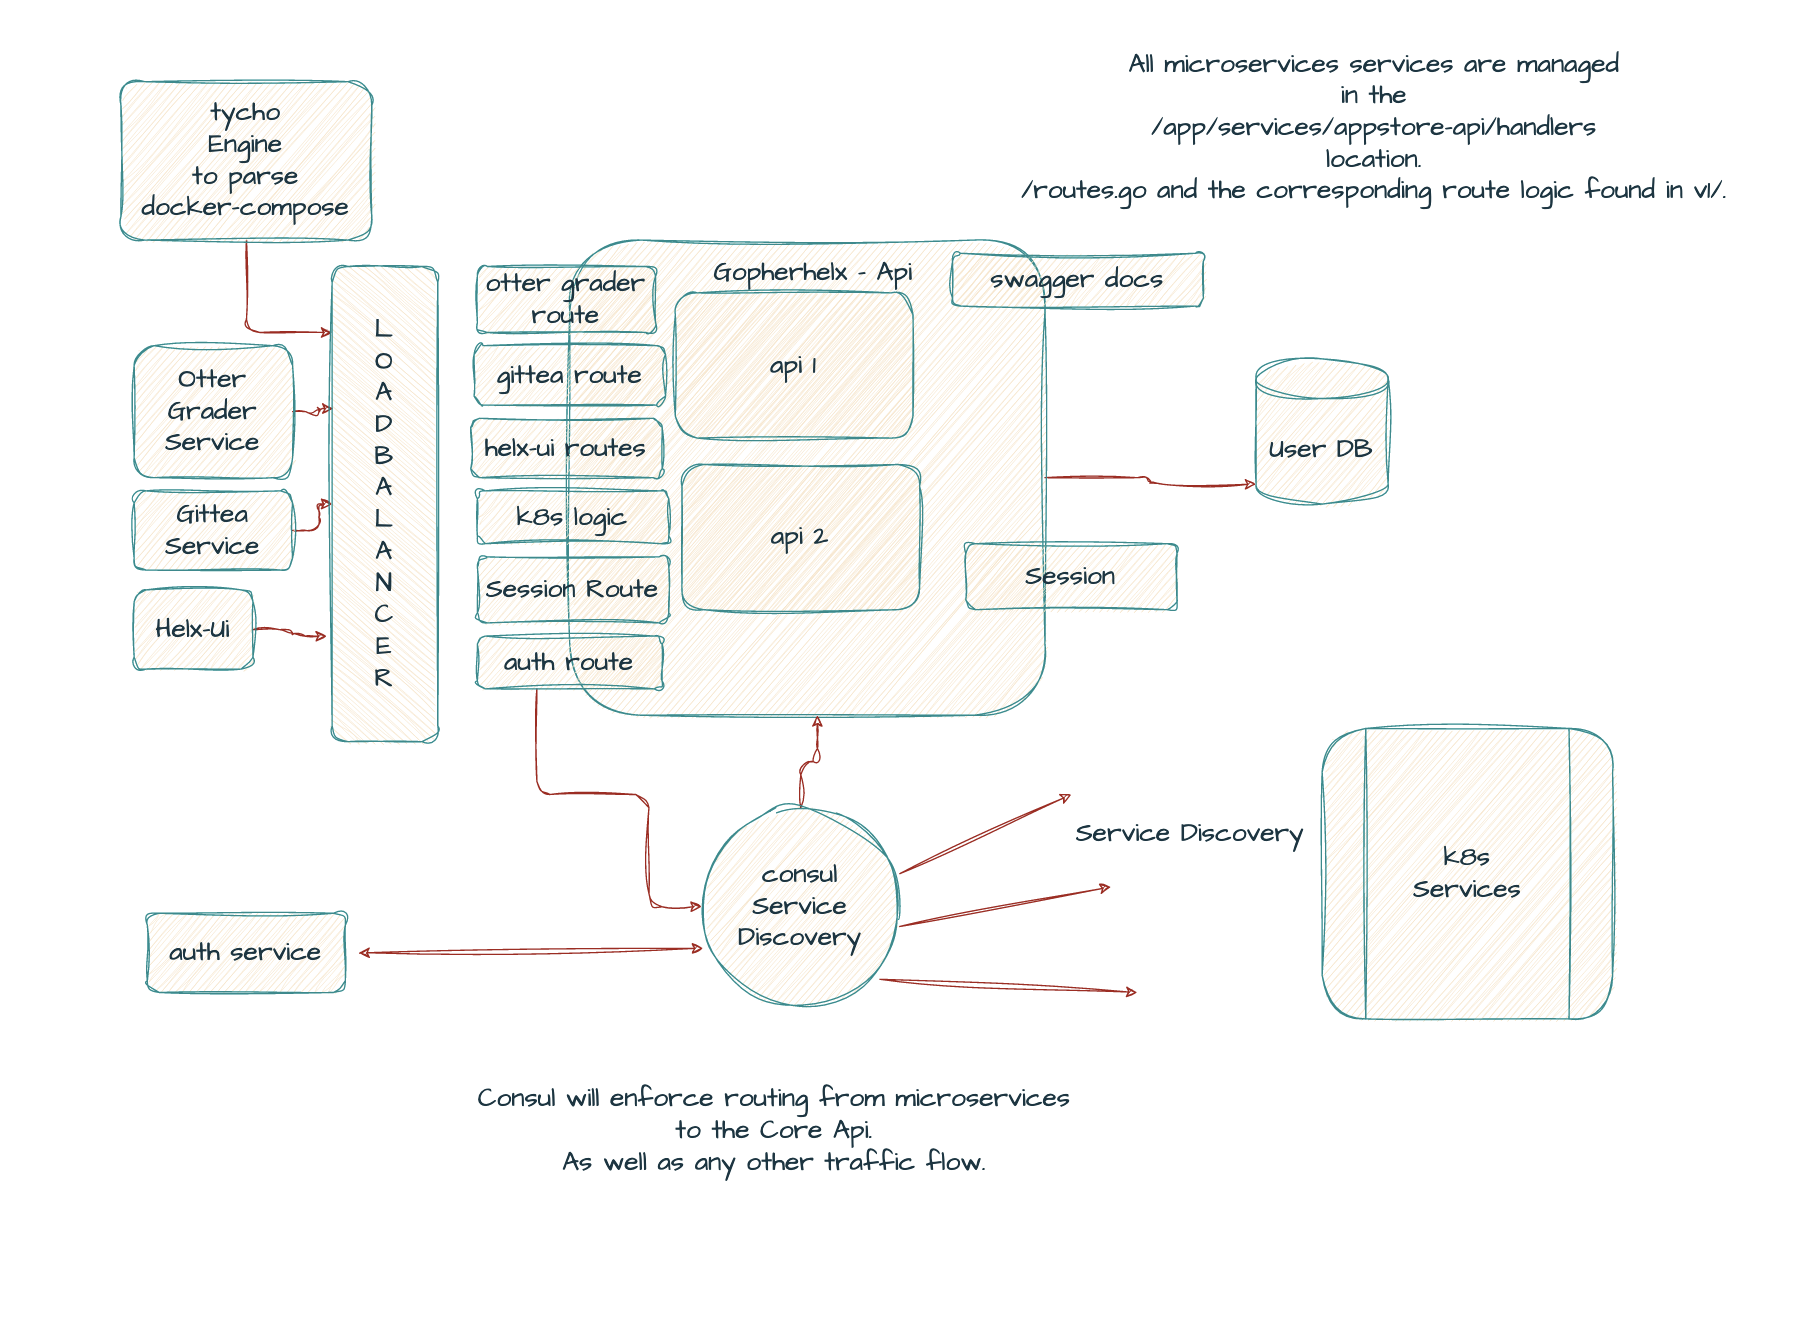 All microservices services are managed
in the
/app/services/appstore-api/handlers
location.
/routes.go and the corresponding route logic found in v1/.
tycho
Engine
to parse
docker-compose
Otter
Grader
Service
Gittea
Service
Helx-Ui
L
O
A
D
B
A
L
A
N
C
E
R
otter grader
route
gittea route
helx-ui routes
k8s logic
Session Route
auth route
Gopherhelx - Api
api 1
api 2
swagger docs
Session
User DB
consul
Service
Discovery
Service Discovery
k8s
Services
auth service
Consul will enforce routing from microservices
to the Core Api.
As well as any other traffic flow.